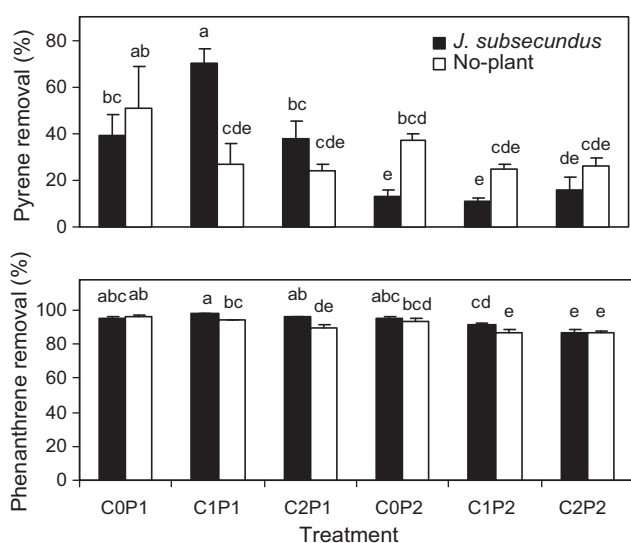 Pyrene removal (%)
80
60
40
20
0
J. subsecundus
No-plant
bc ab a cde bc cde e bcd e cde de cde
Phenanthrene removal (%)
100
80
60
40
20
0
abc ab a bc ab de abc bcd cd e e e
C0P1 C1P1 C2P1 C0P2 C1P2 C2P2
Treatment